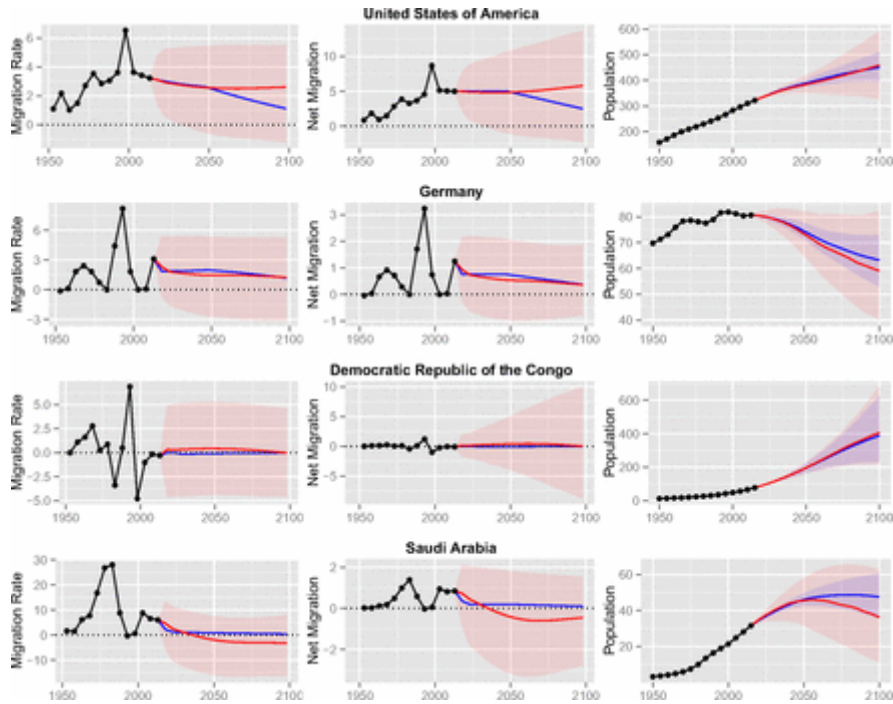 United States of America
Migration Rate
6
4
2
0
1950 2000 2050 2100
Net Migration
10
5
0
1950 2000 2050 2100
Population
600
500
400
300
200
1950 2000 2050 2100
Germany
Migration Rate
6
3
0
−3
1950 2000 2050 2100
Net Migration
3
2
1
0
−1
1950 2000 2050 2100
Population
80
70
60
50
40
1950 2000 2050 2100
Democratic Republic of the Congo
Migration Rate
5.0
2.5
0.0
−2.5
−5.0
1950 2000 2050 2100
Net Migration
10
5
0
−5
1950 2000 2050 2100
Population
600
400
200
0
1950 2000 2050 2100
Saudi Arabia
Migration Rate
30
20
10
0
−10
1950 2000 2050 2100
Net Migration
2
0
−2
1950 2000 2050 2100
Population
60
40
20
1950 2000 2050 2100